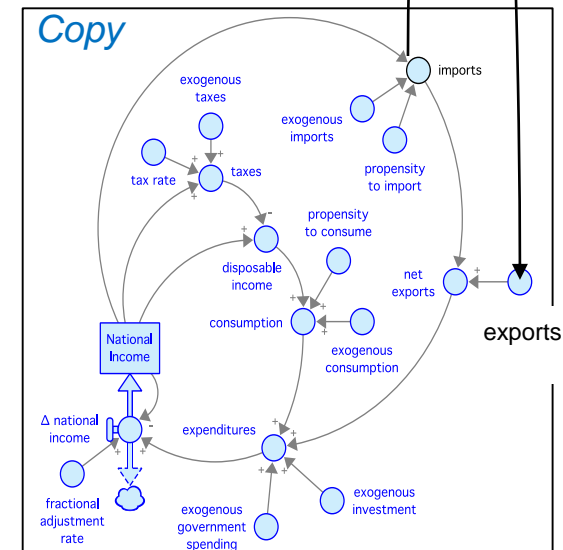 Copy
imports
exogenous
taxes
exogenous
imports
propensity
to import
tax rate
taxes
propensity
to consume
disposable
income
net
exports
exports
consumption
exogenous
consumption
National
Income
Δ national
income
expenditures
fractional
adjustment
rate
exogenous
government
spending
exogenous
investment
+
+
+
+
-
+
+
+
+
+
+
+
+
+
-
+
+